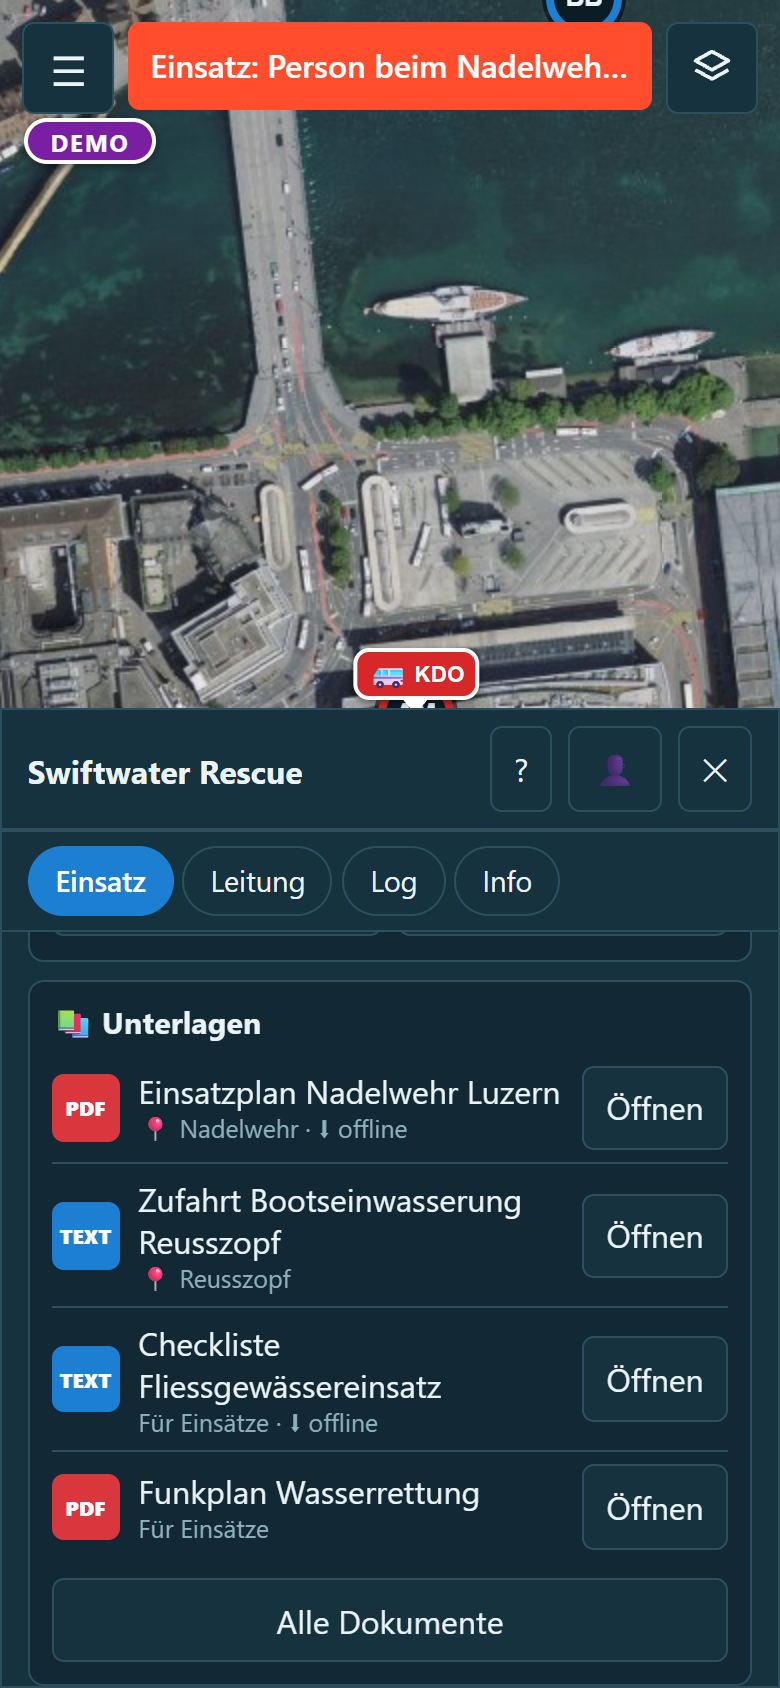 Einsatz: Person beim Nadelweh...
DEMO
KDO
Swiftwater Rescue
?
Einsatz
Leitung
Log
Info
Unterlagen
PDF
Einsatzplan Nadelwehr Luzern
Nadelwehr · ⬇ offline
Öffnen
TEXT
Zufahrt Bootseinwasserung
Reusszopf
Reusszopf
Öffnen
TEXT
Checkliste
Fliessgewässereinsatz
Für Einsätze · ⬇ offline
Öffnen
PDF
Funkplan Wasserrettung
Für Einsätze
Öffnen
Alle Dokumente